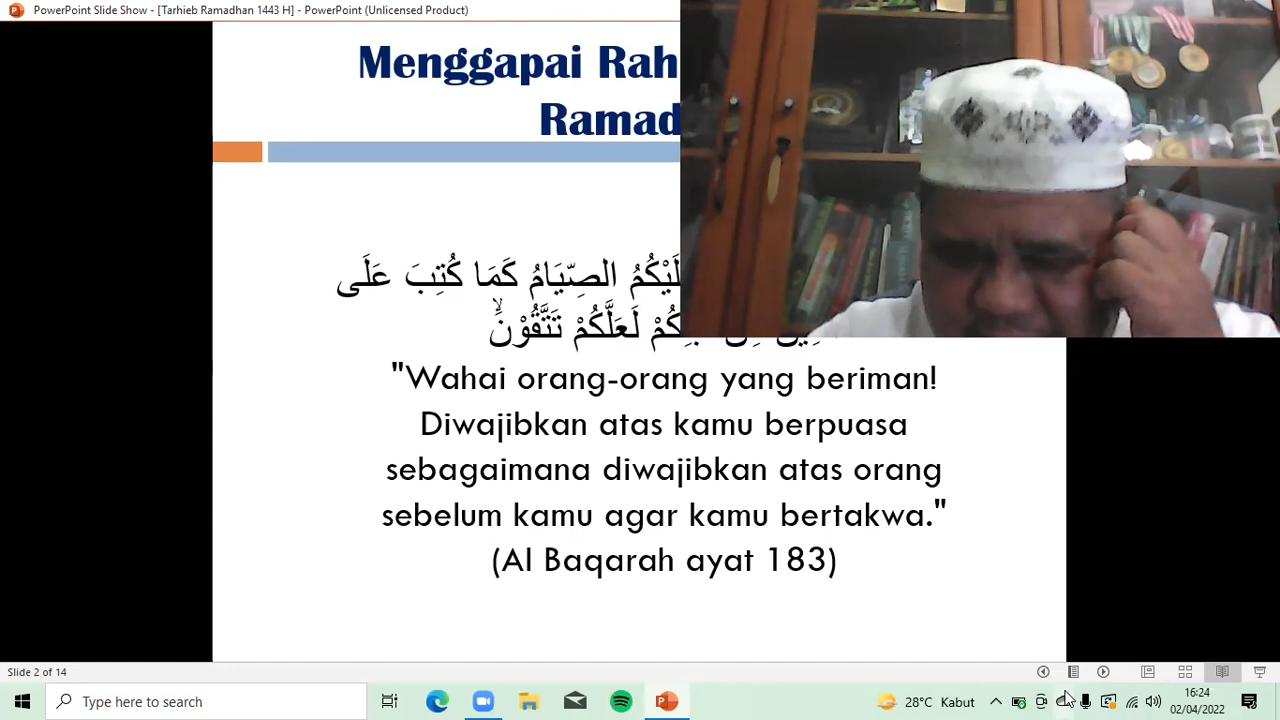 PowerPoint Slide Show - [Tarhieb Ramadhan 1443 H] - PowerPoint (Unlicensed Product)
Menggapai Rah
Ramad
الصِّيَامُ كَمَا كُتِبَ عَلَى
لَعَلَّكُمْ تَتَّقُوْنَۙ
"Wahai orang-orang yang beriman!
Diwajibkan atas kamu berpuasa
sebagaimana diwajibkan atas orang
sebelum kamu agar kamu bertakwa."
(Al Baqarah ayat 183)
Slide 2 of 14
Type here to search
28°C Kabut
16:24
02/04/2022